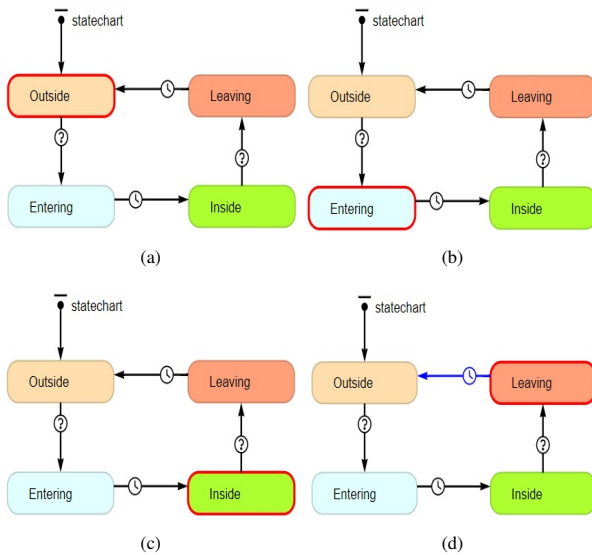 statechart
statechart
Outside
Leaving
Outside
Leaving
?
?
?
?
Entering
Inside
Entering
Inside
(a)
(b)
statechart
statechart
Outside
Leaving
Outside
Leaving
?
?
?
?
Entering
Inside
Entering
Inside
(c)
(d)